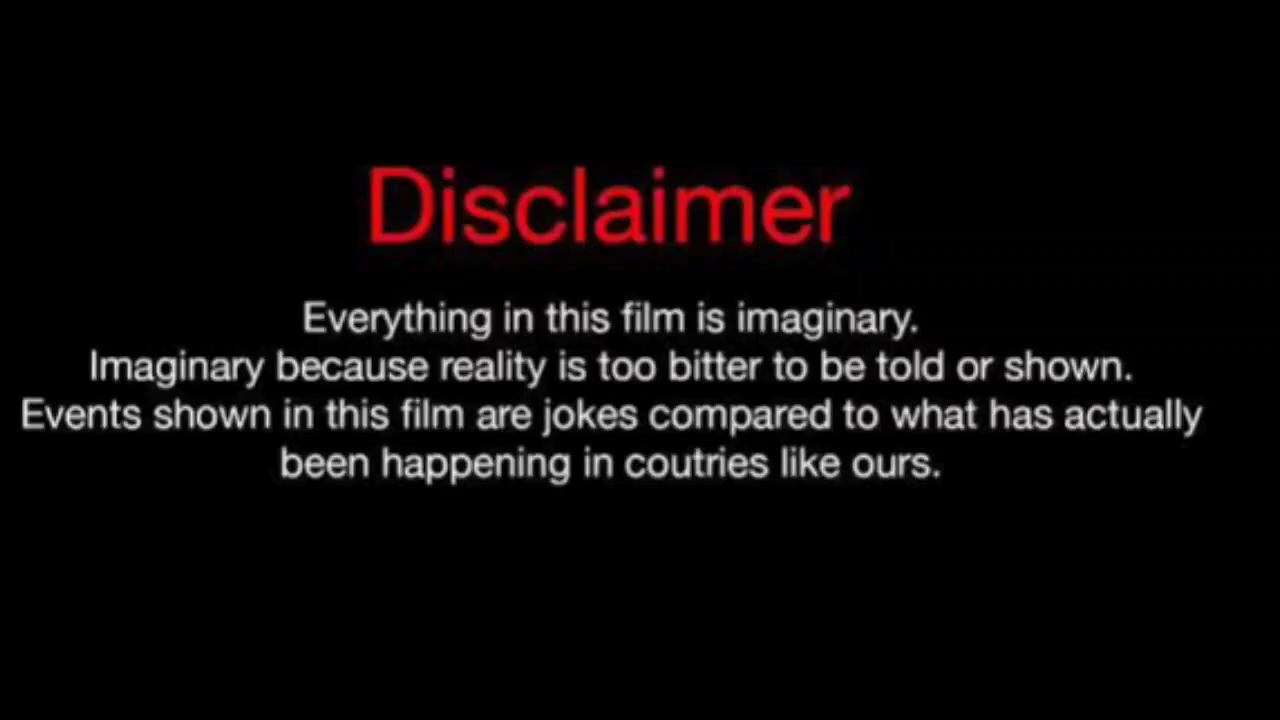 Disclaimer
Everything in this film is imaginary.
Imaginary because reality is too bitter to be told or shown.
Events shown in this film are jokes compared to what has actually
been happening in coutries like ours.